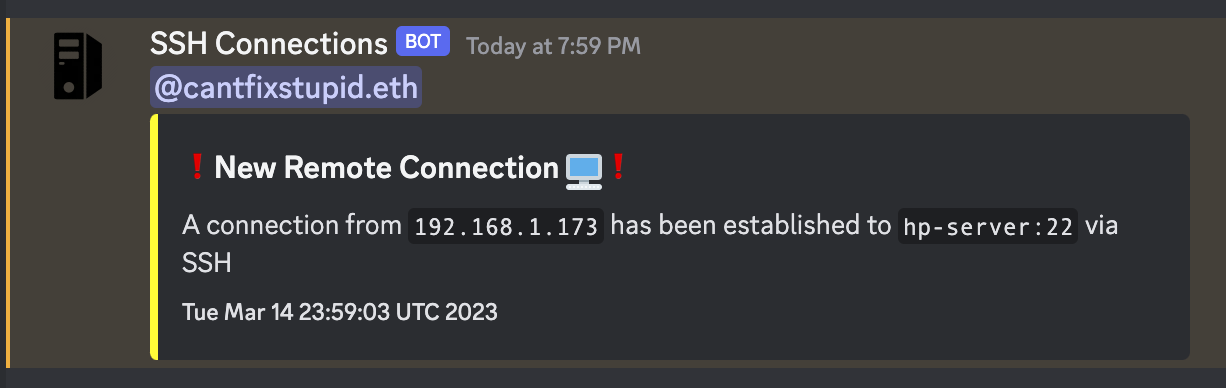 SSH Connections BOT Today at 7:59 PM
@cantfixstupid.eth
❗ New Remote Connection 🖥️ ❗
A connection from 192.168.1.173 has been established to hp-server:22 via
SSH
Tue Mar 14 23:59:03 UTC 2023